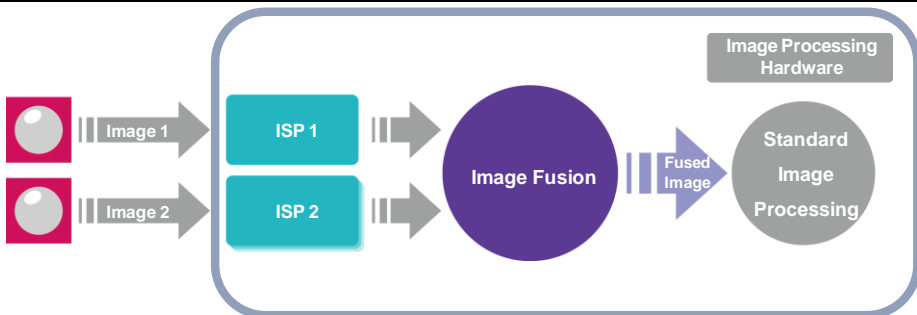 Image Processing
Hardware
Image 1
ISP 1
Image 2
ISP 2
Image Fusion
Fused
Image
Standard
Image
Processing